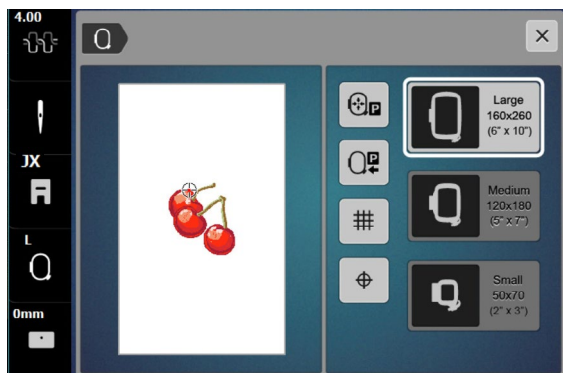 4.00
JX
L
0mm
P
P
Large
160x260
(6" x 10")
Medium
120x180
(5" x 7")
Small
50x70
(2" x 3")